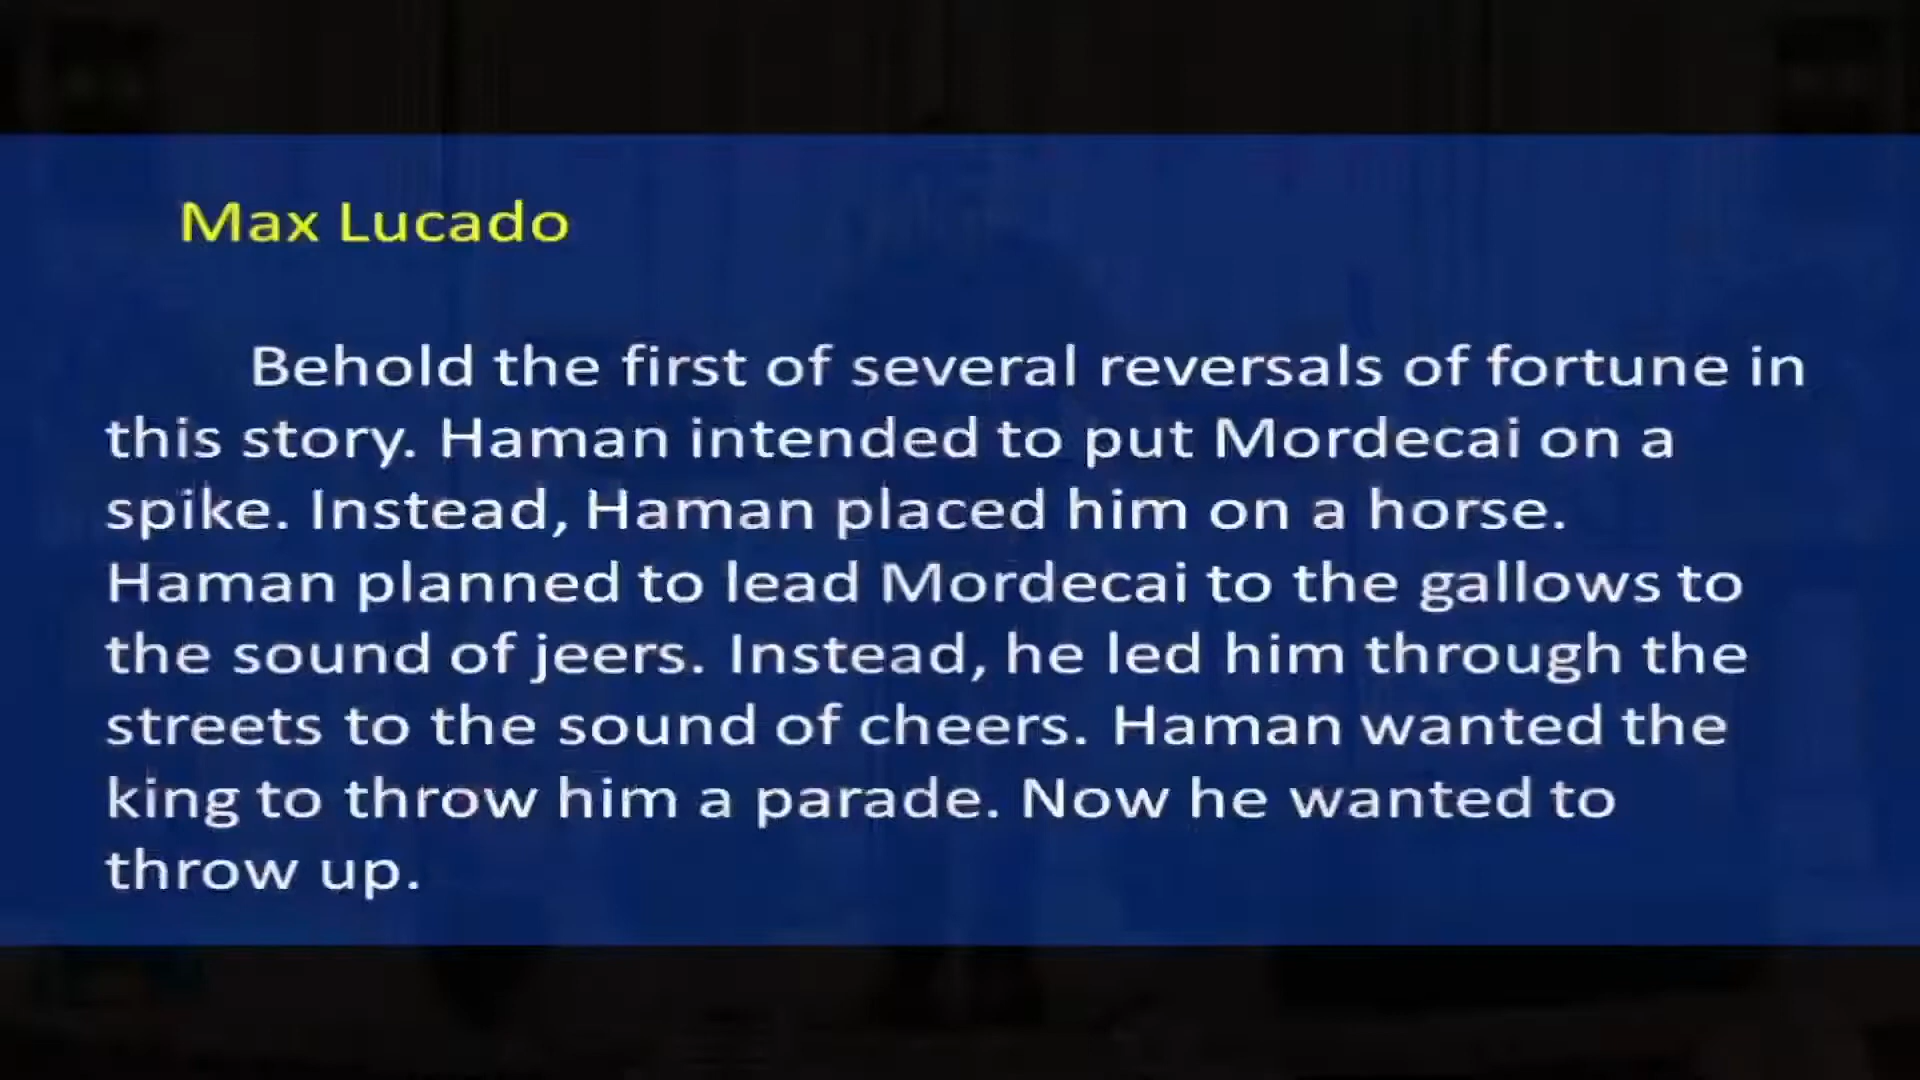 Max Lucado
Behold the first of several reversals of fortune in
this story. Haman intended to put Mordecai on a
spike. Instead, Haman placed him on a horse.
Haman planned to lead Mordecai to the gallows to
the sound of jeers. Instead, he led him through the
streets to the sound of cheers. Haman wanted the
king to throw him a parade. Now he wanted to
throw up.